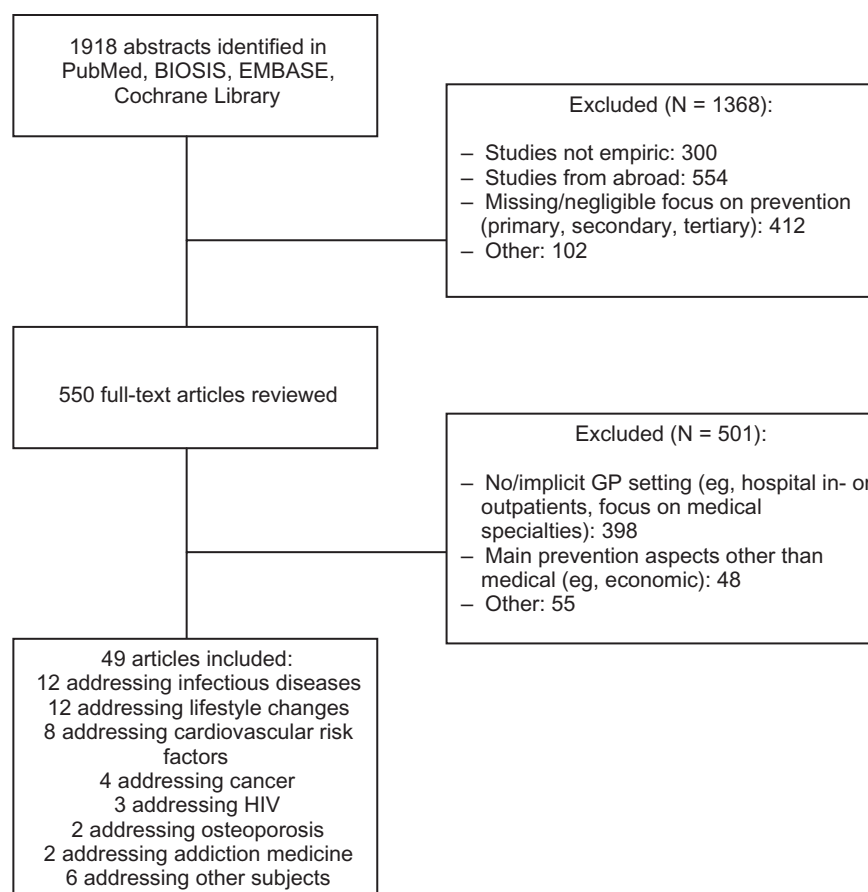 1918 abstracts identified in
PubMed, BIOSIS, EMBASE,
Cochrane Library
Excluded (N = 1368):
– Studies not empiric: 300
– Studies from abroad: 554
– Missing/negligible focus on prevention
(primary, secondary, tertiary): 412
– Other: 102
550 full-text articles reviewed
Excluded (N = 501):
– No/implicit GP setting (eg, hospital in- or
outpatients, focus on medical
specialties): 398
– Main prevention aspects other than
medical (eg, economic): 48
– Other: 55
49 articles included:
12 addressing infectious diseases
12 addressing lifestyle changes
8 addressing cardiovascular risk
factors
4 addressing cancer
3 addressing HIV
2 addressing osteoporosis
2 addressing addiction medicine
6 addressing other subjects